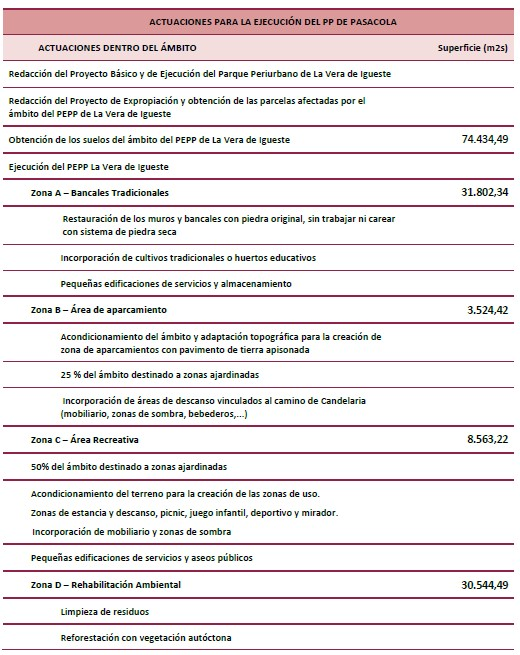 ACTUACIONES PARA LA EJECUCIÓN DEL PP DE PASACOLA
ACTUACIONES DENTRO DEL ÁMBITO Superficie (m2s)
Redacción del Proyecto Básico y de Ejecución del Parque Periurbano de La Vera de Igueste
Redacción del Proyecto de Expropiación y obtención de las parcelas afectadas por el
ámbito del PEPP de La Vera de Igueste
Obtención de los suelos del ámbito del PEPP de La Vera de Igueste 74.434,49
Ejecución del PEPP La Vera de Igueste
Zona A – Bancales Tradicionales 31.802,34
Restauración de los muros y bancales con piedra original, sin trabajar ni carear
con sistema de piedra seca
Incorporación de cultivos tradicionales o huertos educativos
Pequeñas edificaciones de servicios y almacenamiento
Zona B – Área de aparcamiento 3.524,42
Acondicionamiento del ámbito y adaptación topográfica para la creación de
zona de aparcamientos con pavimento de tierra apisonada
25 % del ámbito destinado a zonas ajardinadas
Incorporación de áreas de descanso vinculados al camino de Candelaria
(mobiliario, zonas de sombra, bebederos,...)
Zona C – Área Recreativa 8.563,22
50% del ámbito destinado a zonas ajardinadas
Acondicionamiento del terreno para la creación de las zonas de uso.
Zonas de estancia y descanso, picnic, juego infantil, deportivo y mirador.
Incorporación de mobiliario y zonas de sombra
Pequeñas edificaciones de servicios y aseos públicos
Zona D – Rehabilitación Ambiental 30.544,49
Limpieza de residuos
Reforestación con vegetación autóctona